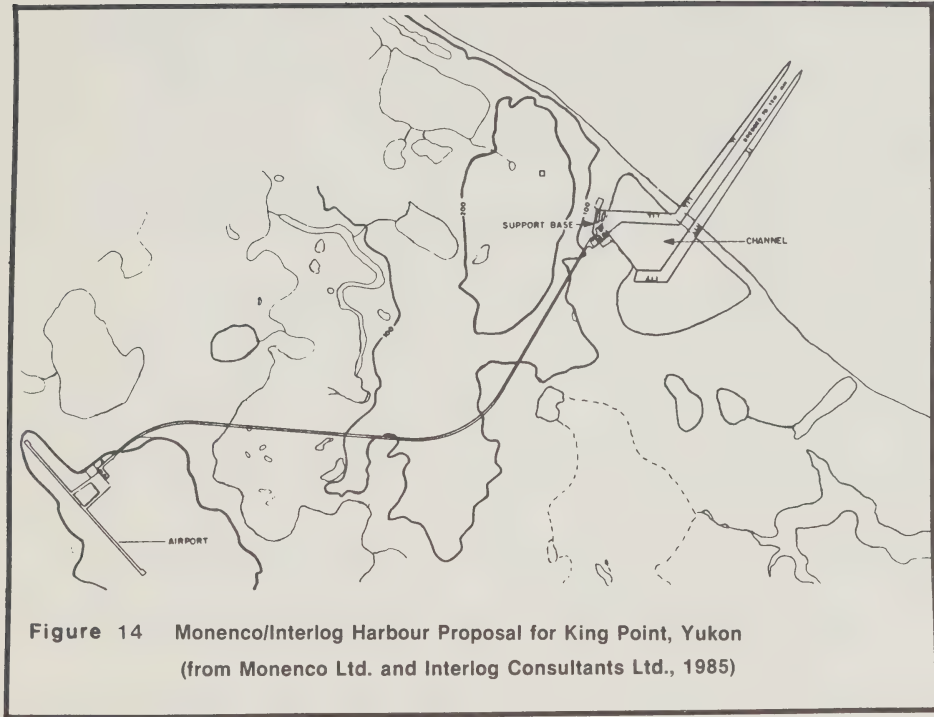 200
100
SUPPORT BASE
CHANNEL
100
AIRPORT
Figure 14 Monenco/Interlog Harbour Proposal for King Point, Yukon
(from Monenco Ltd. and Interlog Consultants Ltd., 1985)